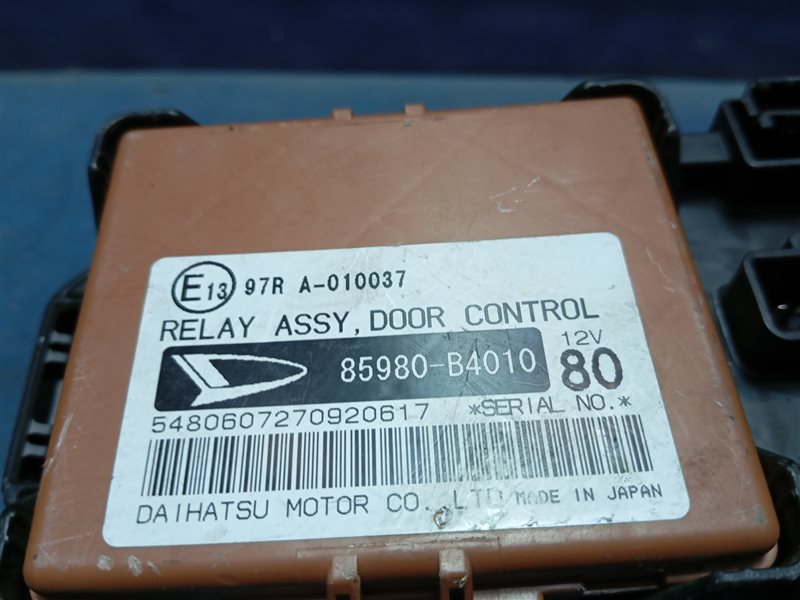 E13 97R A-010037
RELAY ASSY, DOOR CONTROL
85980-B4010 12V 80
5480607270920617 *SERIAL NO.*
DAIHATSU MOTOR CO.,LTD MADE IN JAPAN